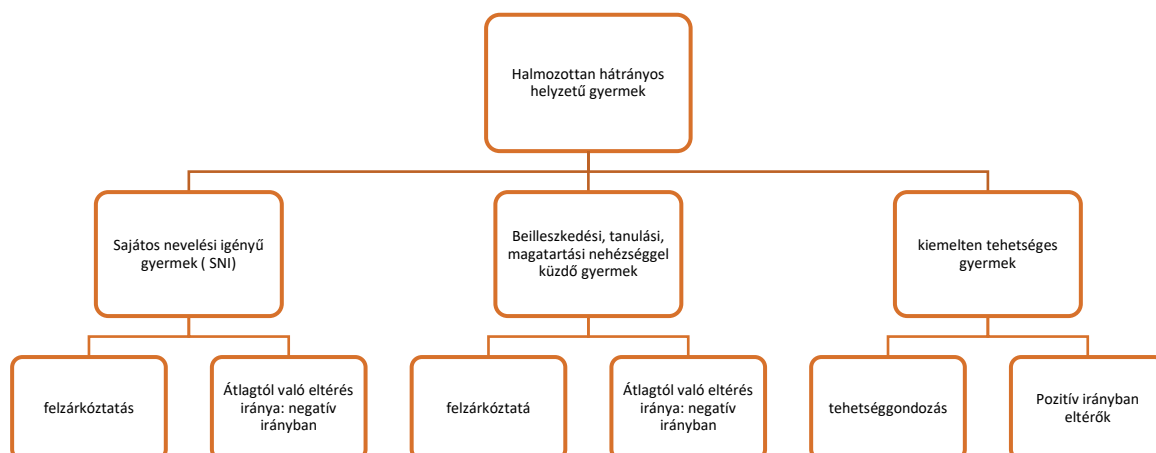 Halmozottan hátrányos
helyzetű gyermek
Sajátos nevelési igényű
gyermek ( SNI)
Beilleszkedési, tanulási,
magatartási nehézséggel
küzdő gyermek
kiemelten tehetséges
gyermek
felzárkóztatás
Átlagtól való eltérés
iránya: negatív
irányban
felzárkóztatá
Átlagtól való eltérés
iránya: negatív
irányban
tehetséggondozás
Pozitív irányban
eltérők